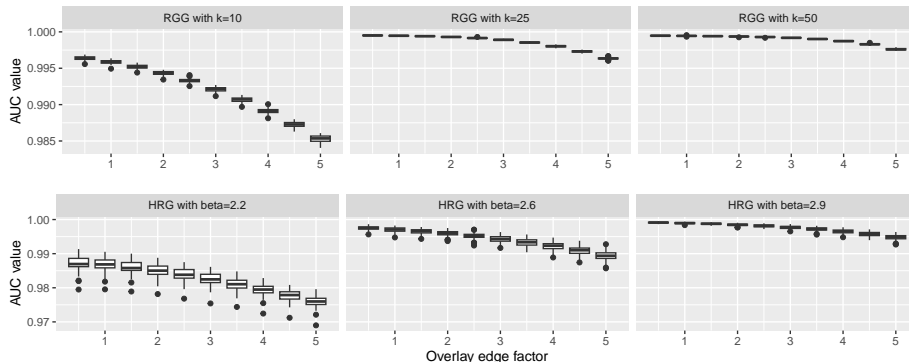 RGG with k=10 RGG with k=25 RGG with k=50
1.000
0.995
0.990
0.985
AUC value
1 2 3 4 5 1 2 3 4 5 1 2 3 4 5
HRG with beta=2.2 HRG with beta=2.6 HRG with beta=2.9
1.00
0.99
0.98
0.97
AUC value
1 2 3 4 5 1 2 3 4 5 1 2 3 4 5
Overlay edge factor